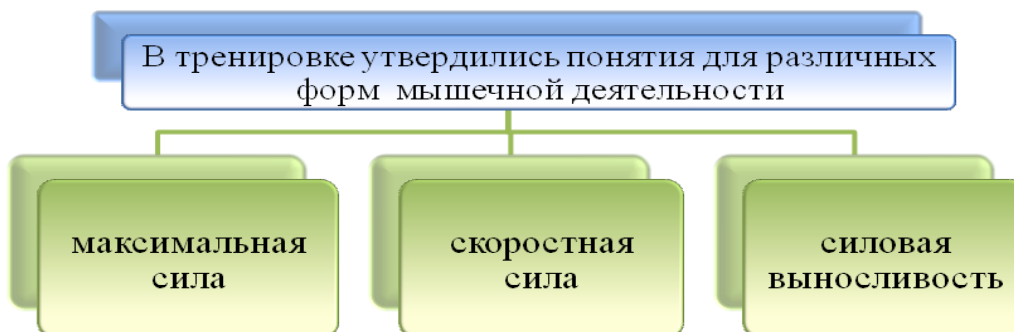 В тренировке утвердились понятия для различных
форм мышечной деятельности
максимальная
сила
скоростная
сила
силовая
выносливость